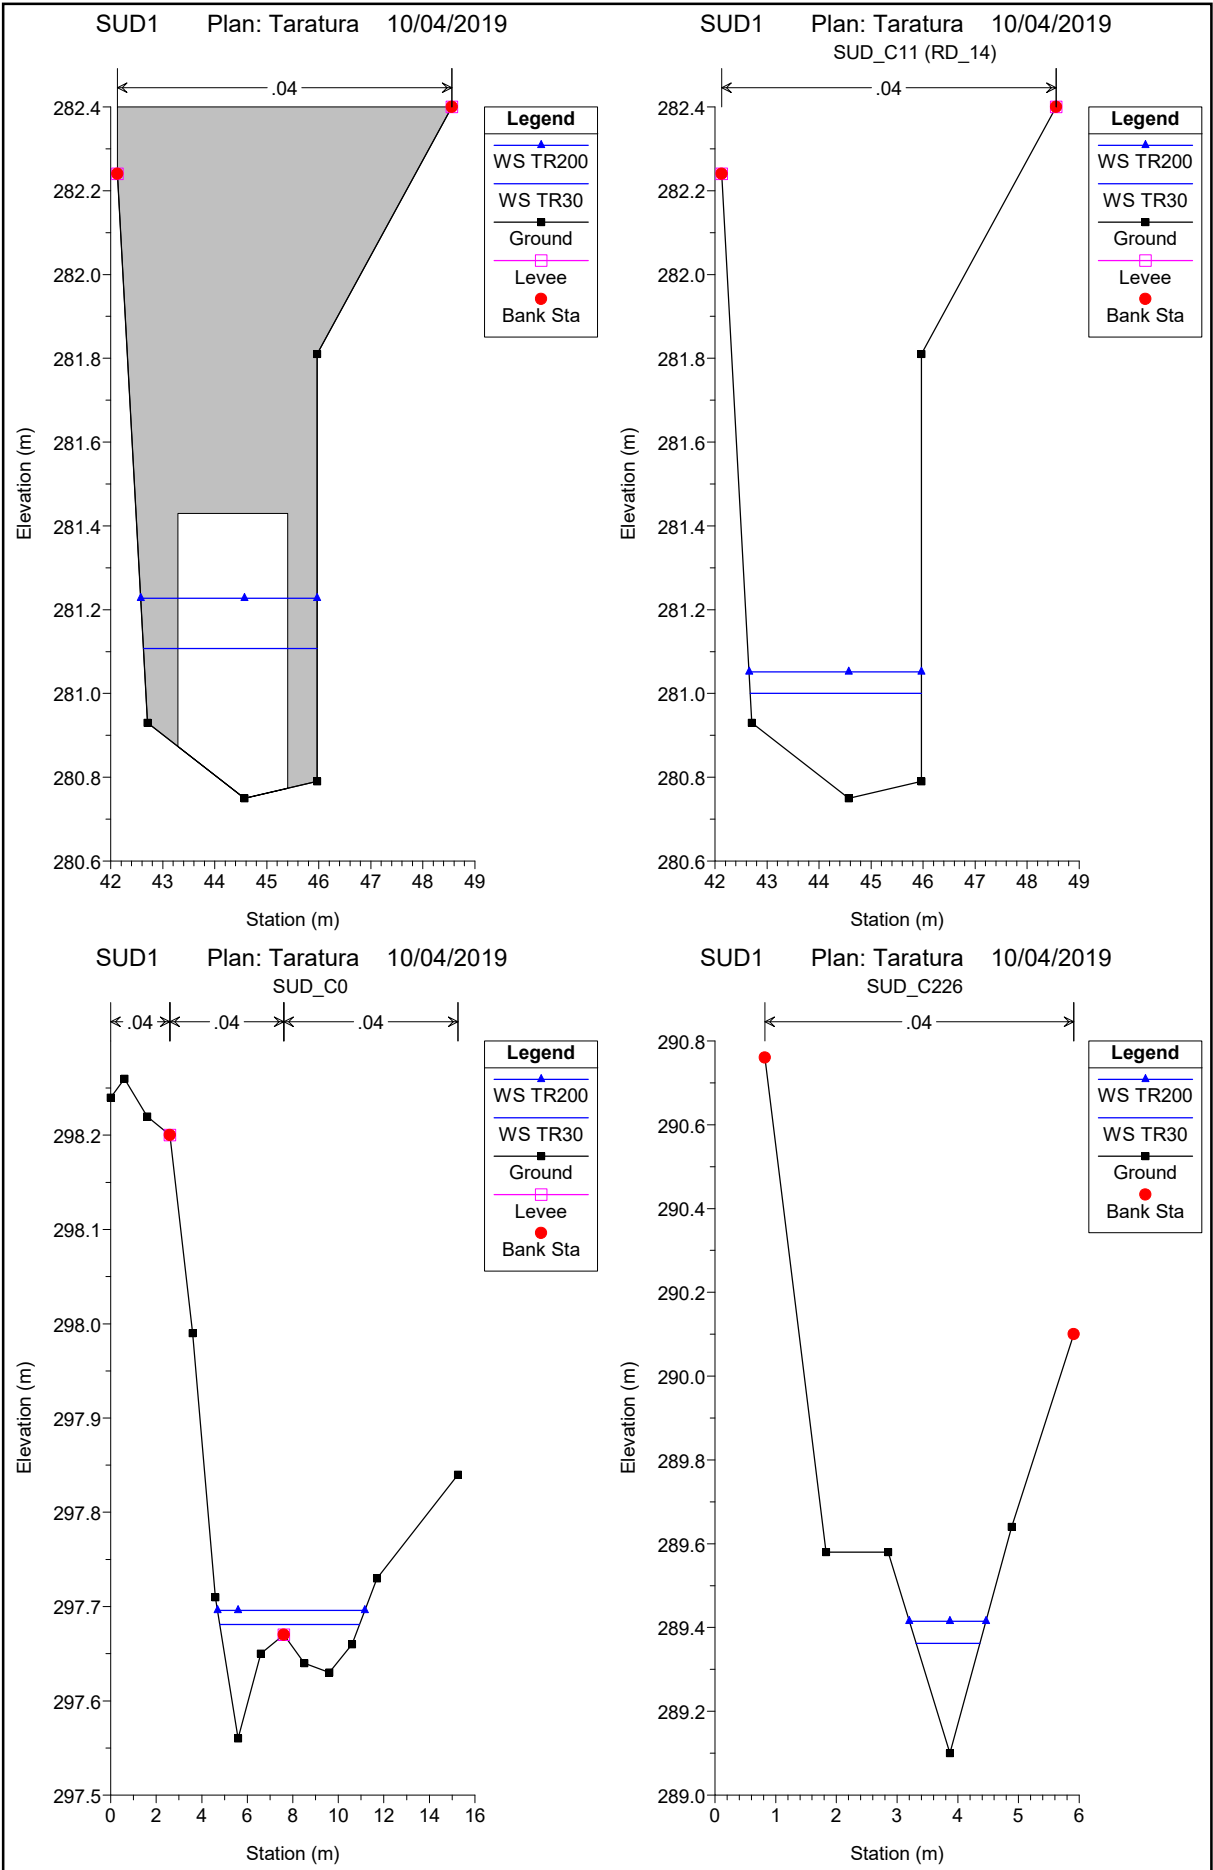 SUD1 Plan: Taratura 10/04/2019
.04
282.4
282.2
282.0
281.8
281.6
281.4
281.2
281.0
280.8
280.6
42 43 44 45 46 47 48 49
Station (m)
Elevation (m)
Legend
WS TR200
WS TR30
Ground
Levee
Bank Sta
SUD1 Plan: Taratura 10/04/2019
SUD_C11 (RD_14)
.04
282.4
282.2
282.0
281.8
281.6
281.4
281.2
281.0
280.8
280.6
42 43 44 45 46 47 48 49
Station (m)
Elevation (m)
Legend
WS TR200
WS TR30
Ground
Levee
Bank Sta
SUD1 Plan: Taratura 10/04/2019
SUD_C0
.04 .04 .04
298.2
298.1
298.0
297.9
297.8
297.7
297.6
297.5
0 2 4 6 8 10 12 14 16
Station (m)
Elevation (m)
Legend
WS TR200
WS TR30
Ground
Levee
Bank Sta
SUD1 Plan: Taratura 10/04/2019
SUD_C226
.04
290.8
290.6
290.4
290.2
290.0
289.8
289.6
289.4
289.2
289.0
0 1 2 3 4 5 6
Station (m)
Elevation (m)
Legend
WS TR200
WS TR30
Ground
Bank Sta